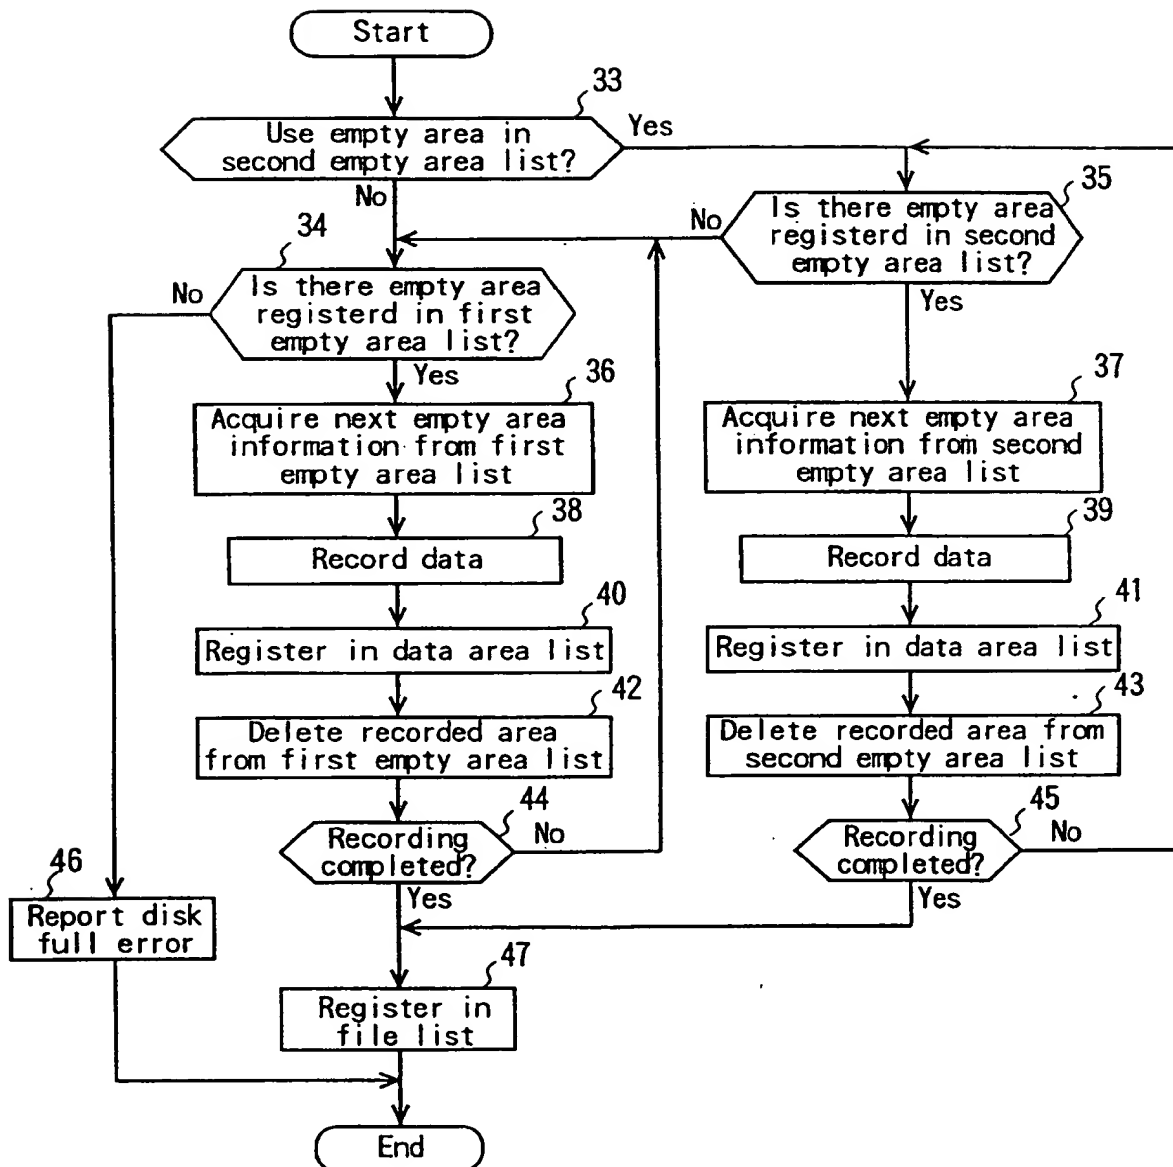 Start
33
Use empty area in
second empty area list?
Yes
No
35
Is there empty area
registerd in second
empty area list?
No
Yes
34
Is there empty area
registerd in first
empty area list?
No
Yes
36
Acquire next empty area
information from first
empty area list
37
Acquire next empty area
information from second
empty area list
38
Record data
39
Record data
40
Register in data area list
41
Register in data area list
42
Delete recorded area
from first empty area list
43
Delete recorded area from
second empty area list
44
Recording
completed?
No
Yes
45
Recording
completed?
No
Yes
46
Report disk
full error
47
Register in
file list
End